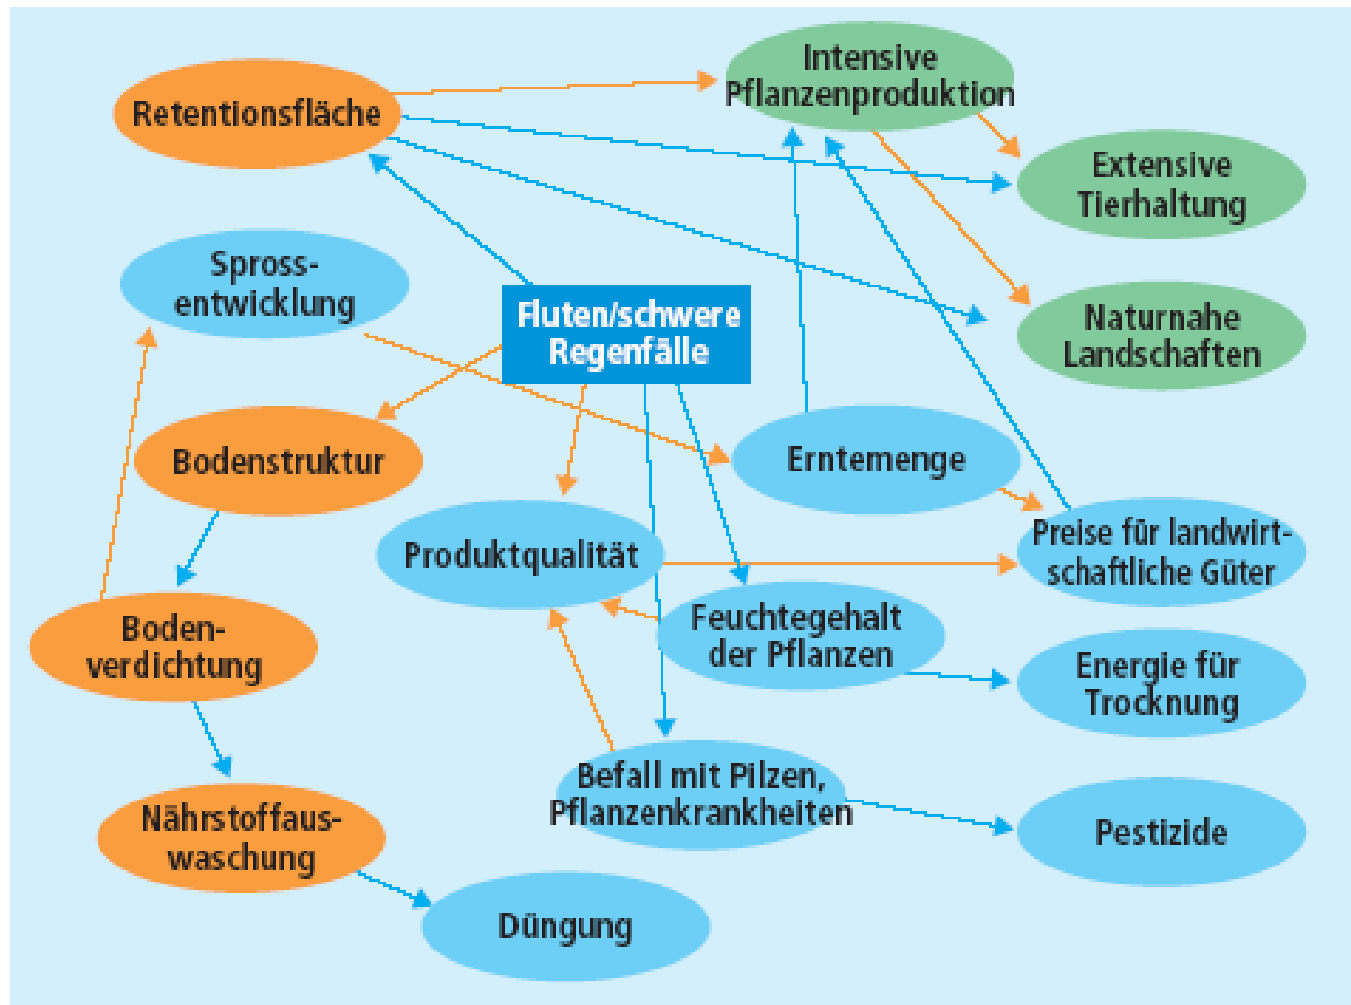 Intensive
Pflanzenproduktion
Retentionsfläche
Extensive
Tierhaltung
Spross-
entwicklung
Fluten/schwere
Regenfälle
Naturnahe
Landschaften
Bodenstruktur
Erntemenge
Produktqualität
Preise für landwirt-
schaftliche Güter
Boden-
verdichtung
Feuchtegehalt
der Pflanzen
Energie für
Trocknung
Befall mit Pilzen,
Pflanzenkrankheiten
Nährstoffaus-
waschung
Pestizide
Düngung